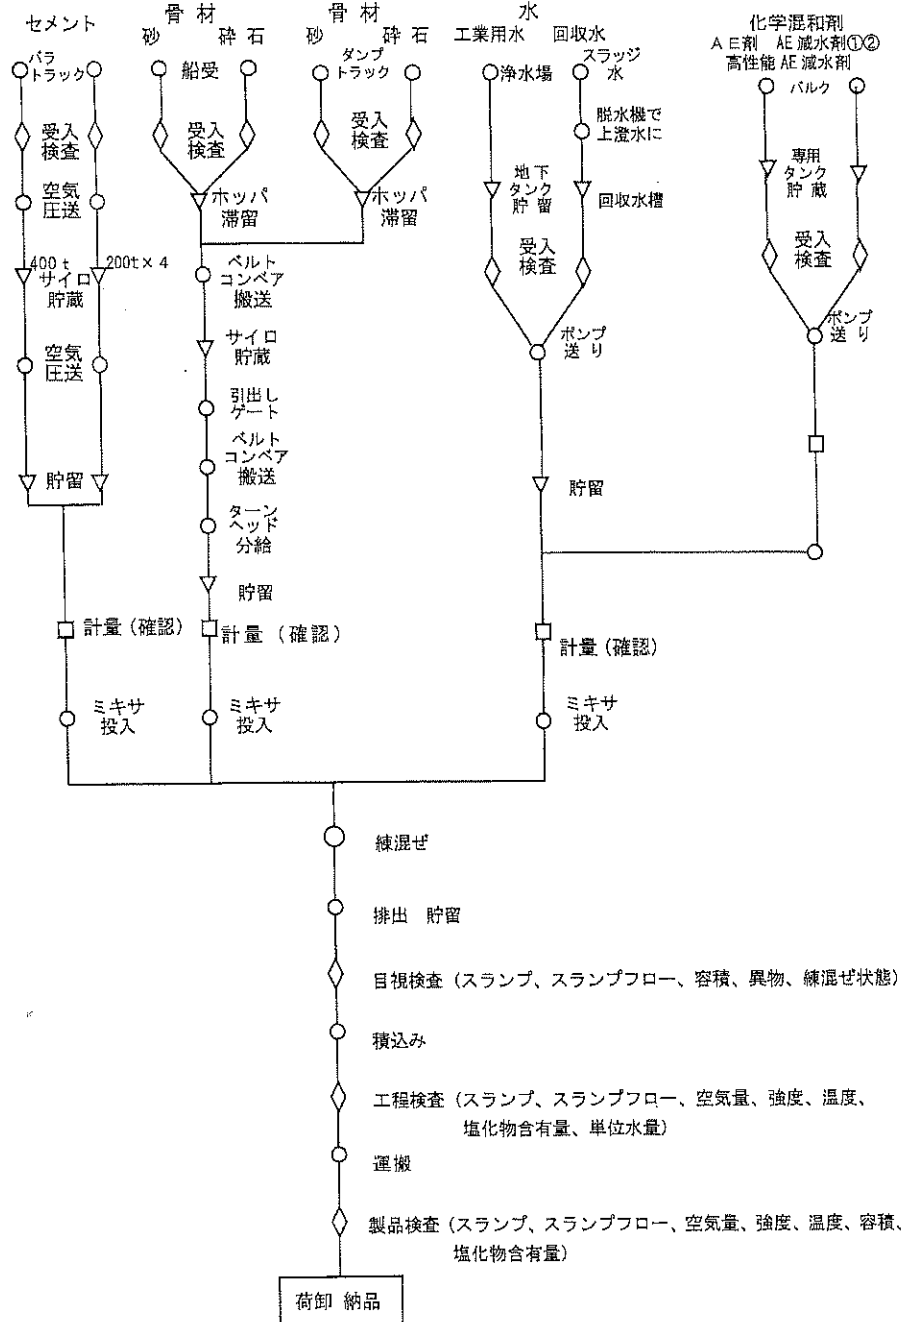 セメント
骨材
骨材
水
化学混和剤
砂 砕石
砂 砕石
工業用水 回収水
AE剤 AE減水剤①②
高性能AE減水剤
バラ
トラック
船受
ダンプ
トラック
浄水場
スラッジ
水
バルク
受入
検査
受入
検査
受入
検査
脱水機で
上澄水に
専用
タンク
貯蔵
空気
圧送
ホッパ
滞留
ホッパ
滞留
地下
タンク
貯留
回収水槽
受入
検査
受入
検査
400t
200t×4
サイロ
貯蔵
ベルト
コンベア
搬送
ポンプ
送り
ポンプ
送り
空気
圧送
サイロ
貯蔵
引出し
ゲート
ベルト
コンベア
搬送
貯留
貯留
ターン
ヘッド
分給
貯留
計量(確認)
計量(確認)
計量(確認)
ミキサ
投入
ミキサ
投入
ミキサ
投入
練混ぜ
排出 貯留
目視検査(スランプ、スランプフロー、容積、異物、練混ぜ状態)
積込み
工程検査(スランプ、スランプフロー、空気量、強度、温度、
塩化物含有量、単位水量)
運搬
製品検査(スランプ、スランプフロー、空気量、強度、温度、容積、
塩化物含有量)
荷卸 納品